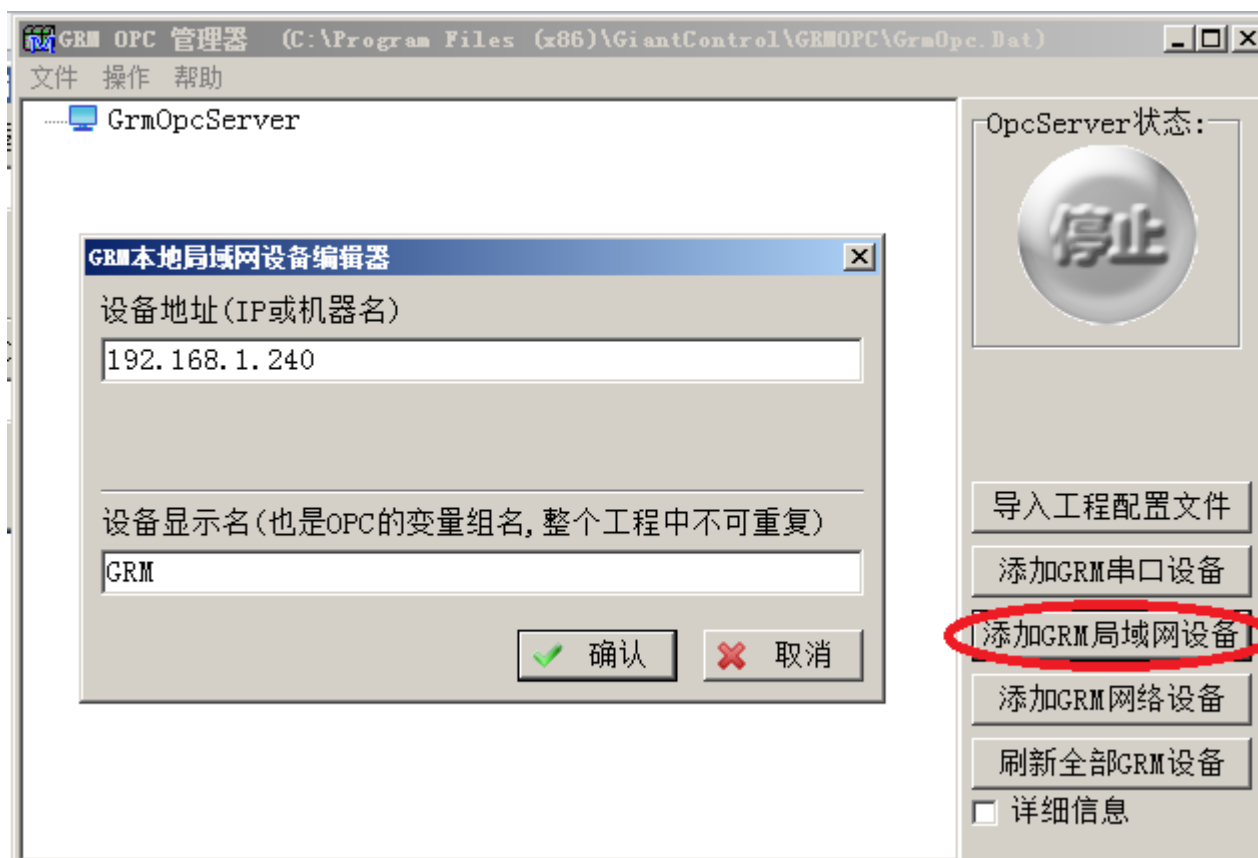 GRM OPC 管理器 (C:\Program Files (x86)\GiantControl\GRMOPC\GrmOpc.Dat)
文件 操作 帮助
GrmOpcServer
OpcServer状态:
停止
GRM本地局域网设备编辑器
设备地址(IP或机器名)
192.168.1.240
设备显示名(也是OPC的变量组名,整个工程中不可重复)
GRM
确认 取消
导入工程配置文件
添加GRM串口设备
添加GRM局域网设备
添加GRM网络设备
刷新全部GRM设备
详细信息